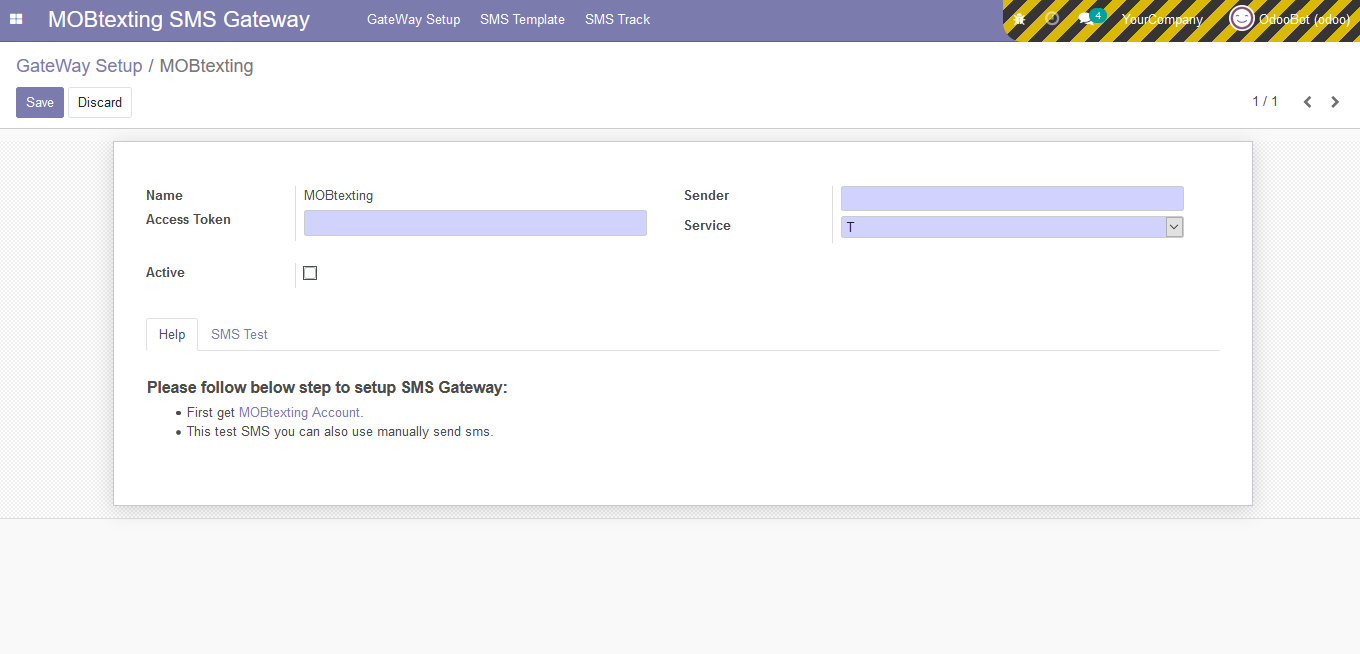 MOBtexting SMS Gateway GateWay Setup SMS Template SMS Track 4 YourCompany OdooBot (odoo)
GateWay Setup / MOBtexting
Save Discard 1 / 1
Name MOBtexting Sender
Access Token
Service T
Active
Help SMS Test
Please follow below step to setup SMS Gateway:
• First get MOBtexting Account.
• This test SMS you can also use manually send sms.